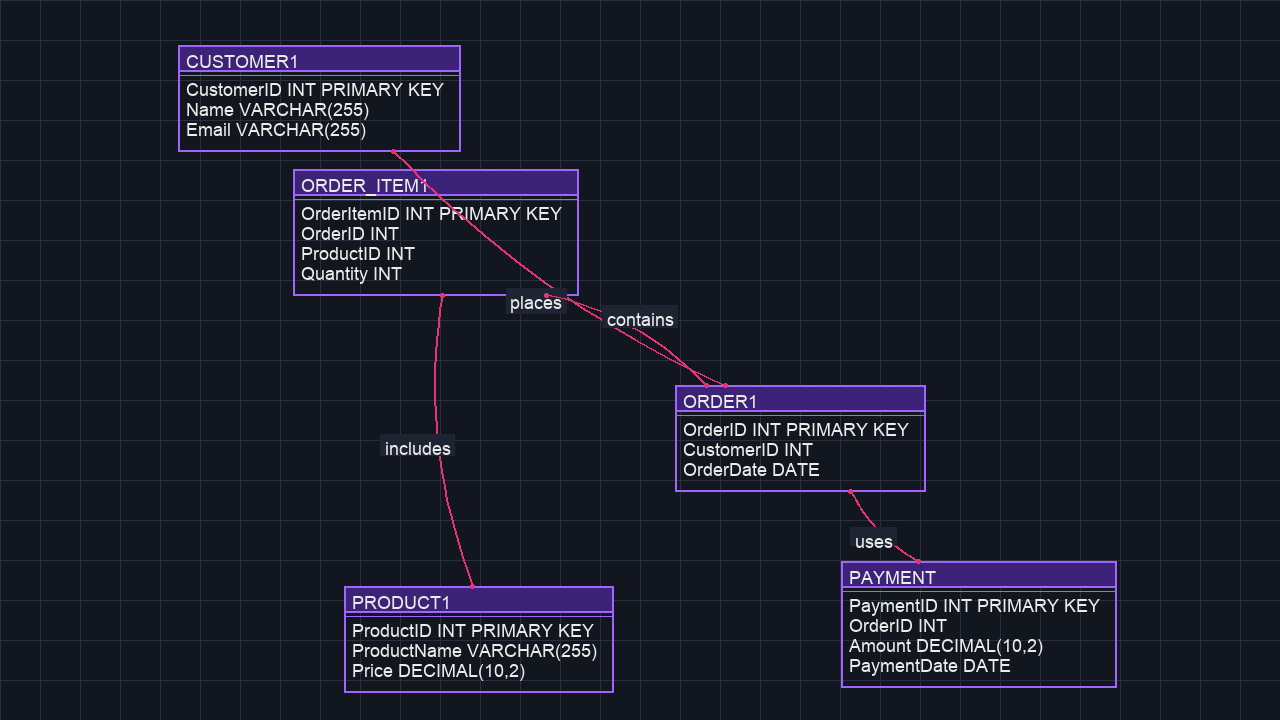 CUSTOMER1
CustomerID INT PRIMARY KEY
Name VARCHAR(255)
Email VARCHAR(255)
ORDER_ITEM1
OrderItemID INT PRIMARY KEY
OrderID INT
ProductID INT
Quantity INT
places
contains
ORDER1
OrderID INT PRIMARY KEY
CustomerID INT
OrderDate DATE
includes
uses
PAYMENT
PaymentID INT PRIMARY KEY
OrderID INT
Amount DECIMAL(10,2)
PaymentDate DATE
PRODUCT1
ProductID INT PRIMARY KEY
ProductName VARCHAR(255)
Price DECIMAL(10,2)